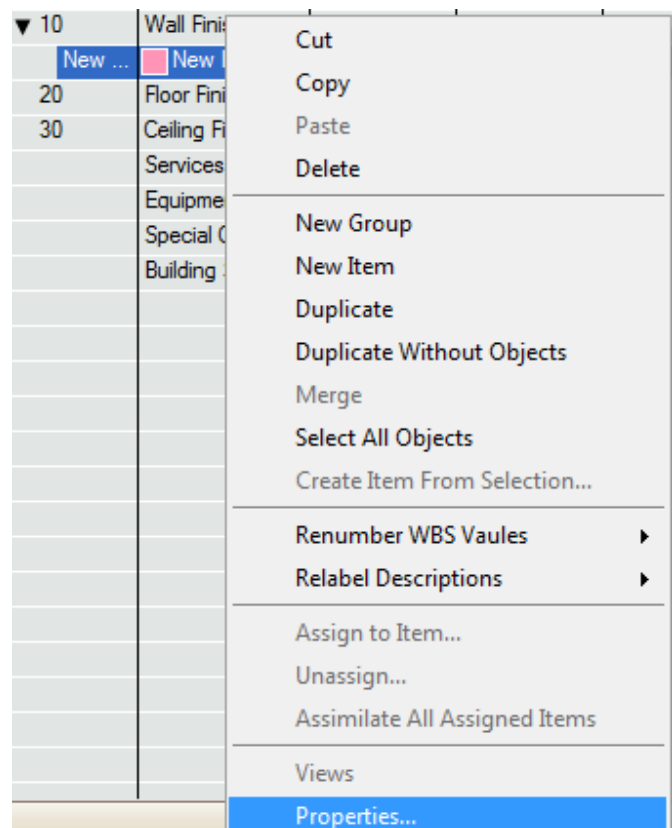 ▼ 10 Wall Finis
New ... New I
20 Floor Fini
30 Ceiling Fi
Services
Equipme
Special
Building
Cut
Copy
Paste
Delete
New Group
New Item
Duplicate
Duplicate Without Objects
Merge
Select All Objects
Create Item From Selection...
Renumber WBS Vaules
Relabel Descriptions
Assign to Item...
Unassign...
Assimilate All Assigned Items
Views
Properties...